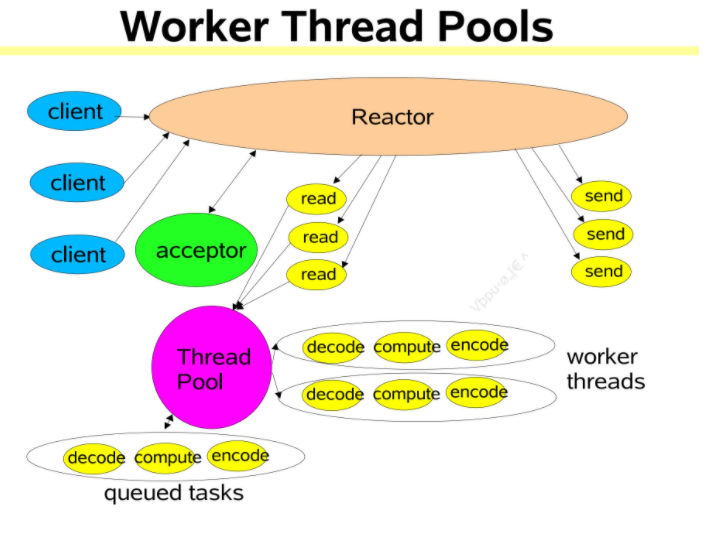 Worker Thread Pools
client
Reactor
client
read
send
acceptor
read
send
client
read
send
Thread
Pool
decode compute encode
decode compute encode
worker
threads
decode compute encode
queued tasks